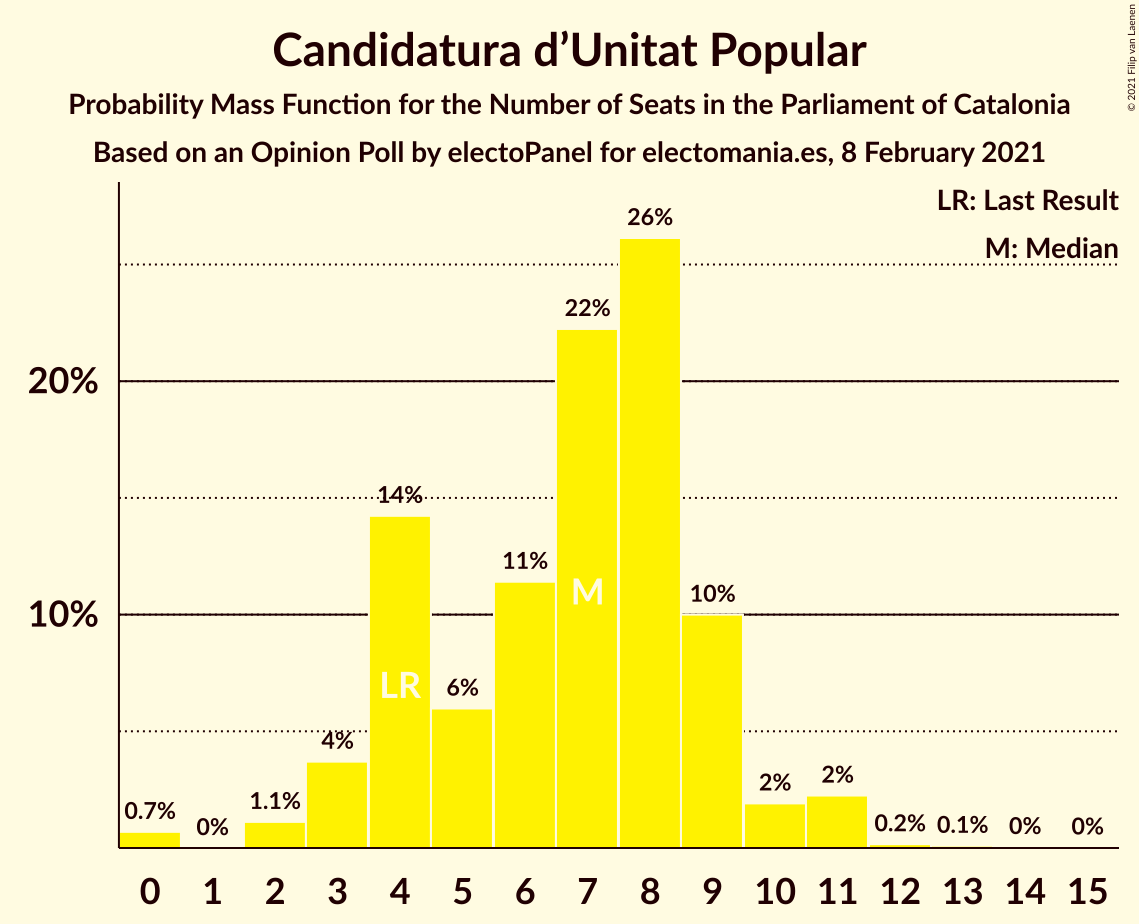 Candidatura d’Unitat Popular
Probability Mass Function for the Number of Seats in the Parliament of Catalonia
Based on an Opinion Poll by electoPanel for electomania.es, 8 February 2021
© 2021 Filip van Laenen
LR: Last Result
M: Median
26%
22%
20%
14%
11%
10%
10%
M
LR
6%
4%
2%
2%
1.1%
0.7%
0%
0.2%
0.1%
0%
0%
0 1 2 3 4 5 6 7 8 9 10 11 12 13 14 15